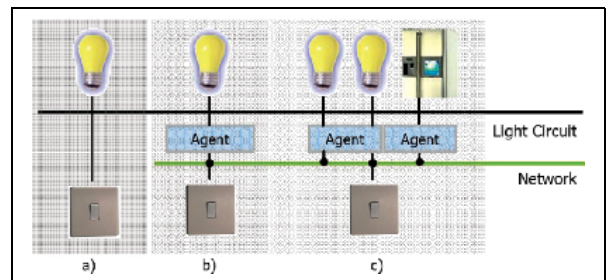 Agent
Agent
Agent
Light Circuit
Network
a)
b)
c)